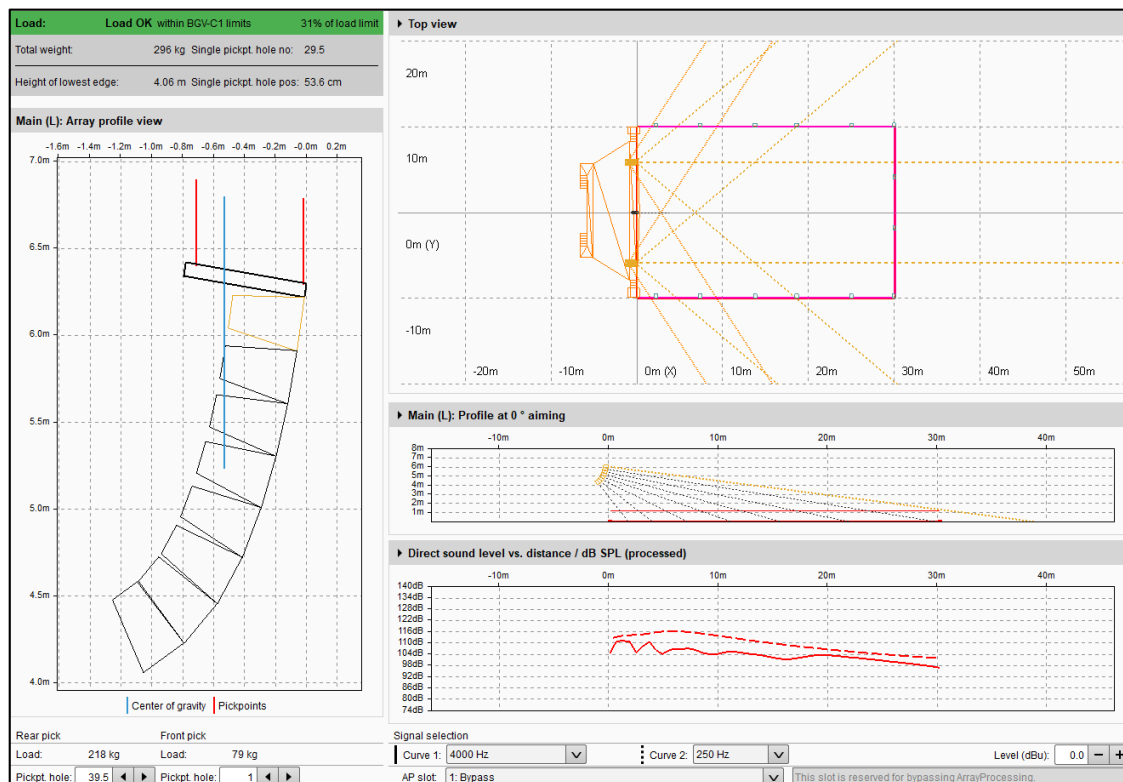 Load: Load OK within BGV-C1 limits 31% of load limit
Total weight: 296 kg Single pickpt. hole no: 29.5
Height of lowest edge: 4.06 m Single pickpt. hole pos: 53.6 cm
Main (L): Array profile view
-1.6m -1.4m -1.2m -1.0m -0.8m -0.6m -0.4m -0.2m -0.0m 0.2m
7.0m
6.5m
6.0m
5.5m
5.0m
4.5m
4.0m
Center of gravity Pickpoints
Rear pick Front pick
Load: 218 kg Load: 79 kg
Pickpt. hole: 39.5 Pickpt. hole: 1
Top view
20m
10m
0m (Y)
-10m
-20m -10m 0m (X) 10m 20m 30m 40m 50m
Main (L): Profile at 0 ° aiming
-10m 0m 10m 20m 30m 40m
8m
7m
6m
5m
4m
3m
2m
1m
Direct sound level vs. distance / dB SPL (processed)
-10m 0m 10m 20m 30m 40m
140dB
134dB
128dB
122dB
116dB
110dB
104dB
98dB
92dB
86dB
80dB
74dB
Signal selection
Curve 1: 4000 Hz Curve 2: 250 Hz Level (dBu): 0.0
AP slot: 1: Bypass This slot is reserved for bypassing ArrayProcessing.